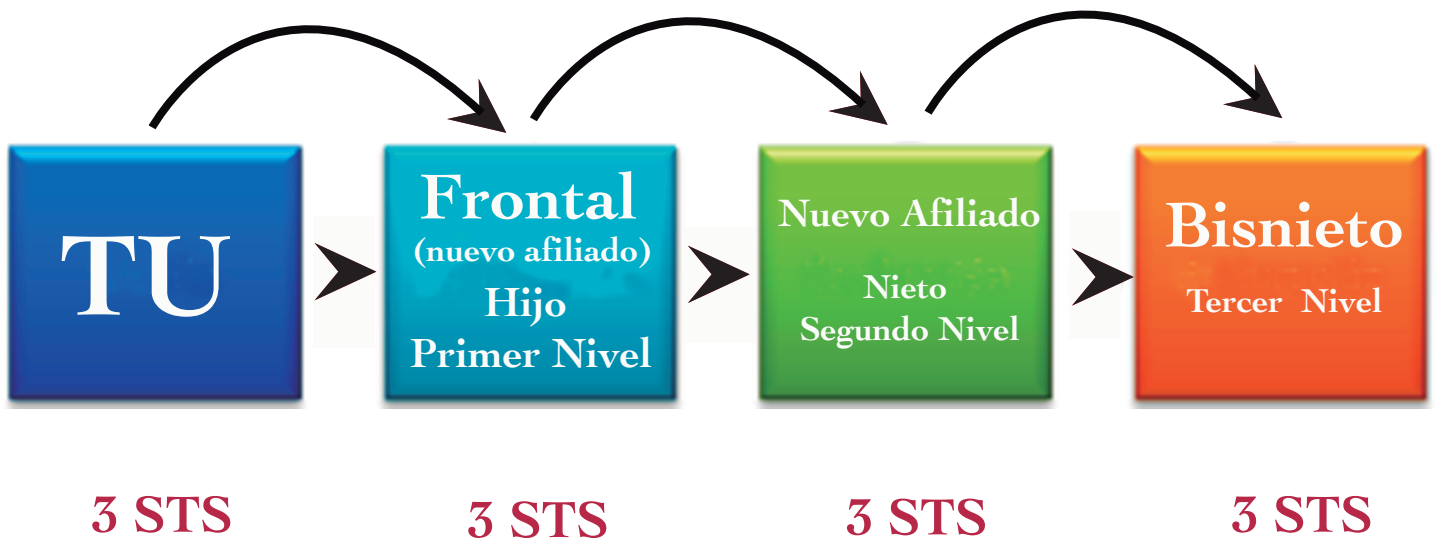 TU
Frontal
(nuevo afiliado)
Hijo
Primer Nivel
Nuevo Afiliado
Nieto
Segundo Nivel
Bisnieto
Tercer Nivel
3 STS
3 STS
3 STS
3 STS